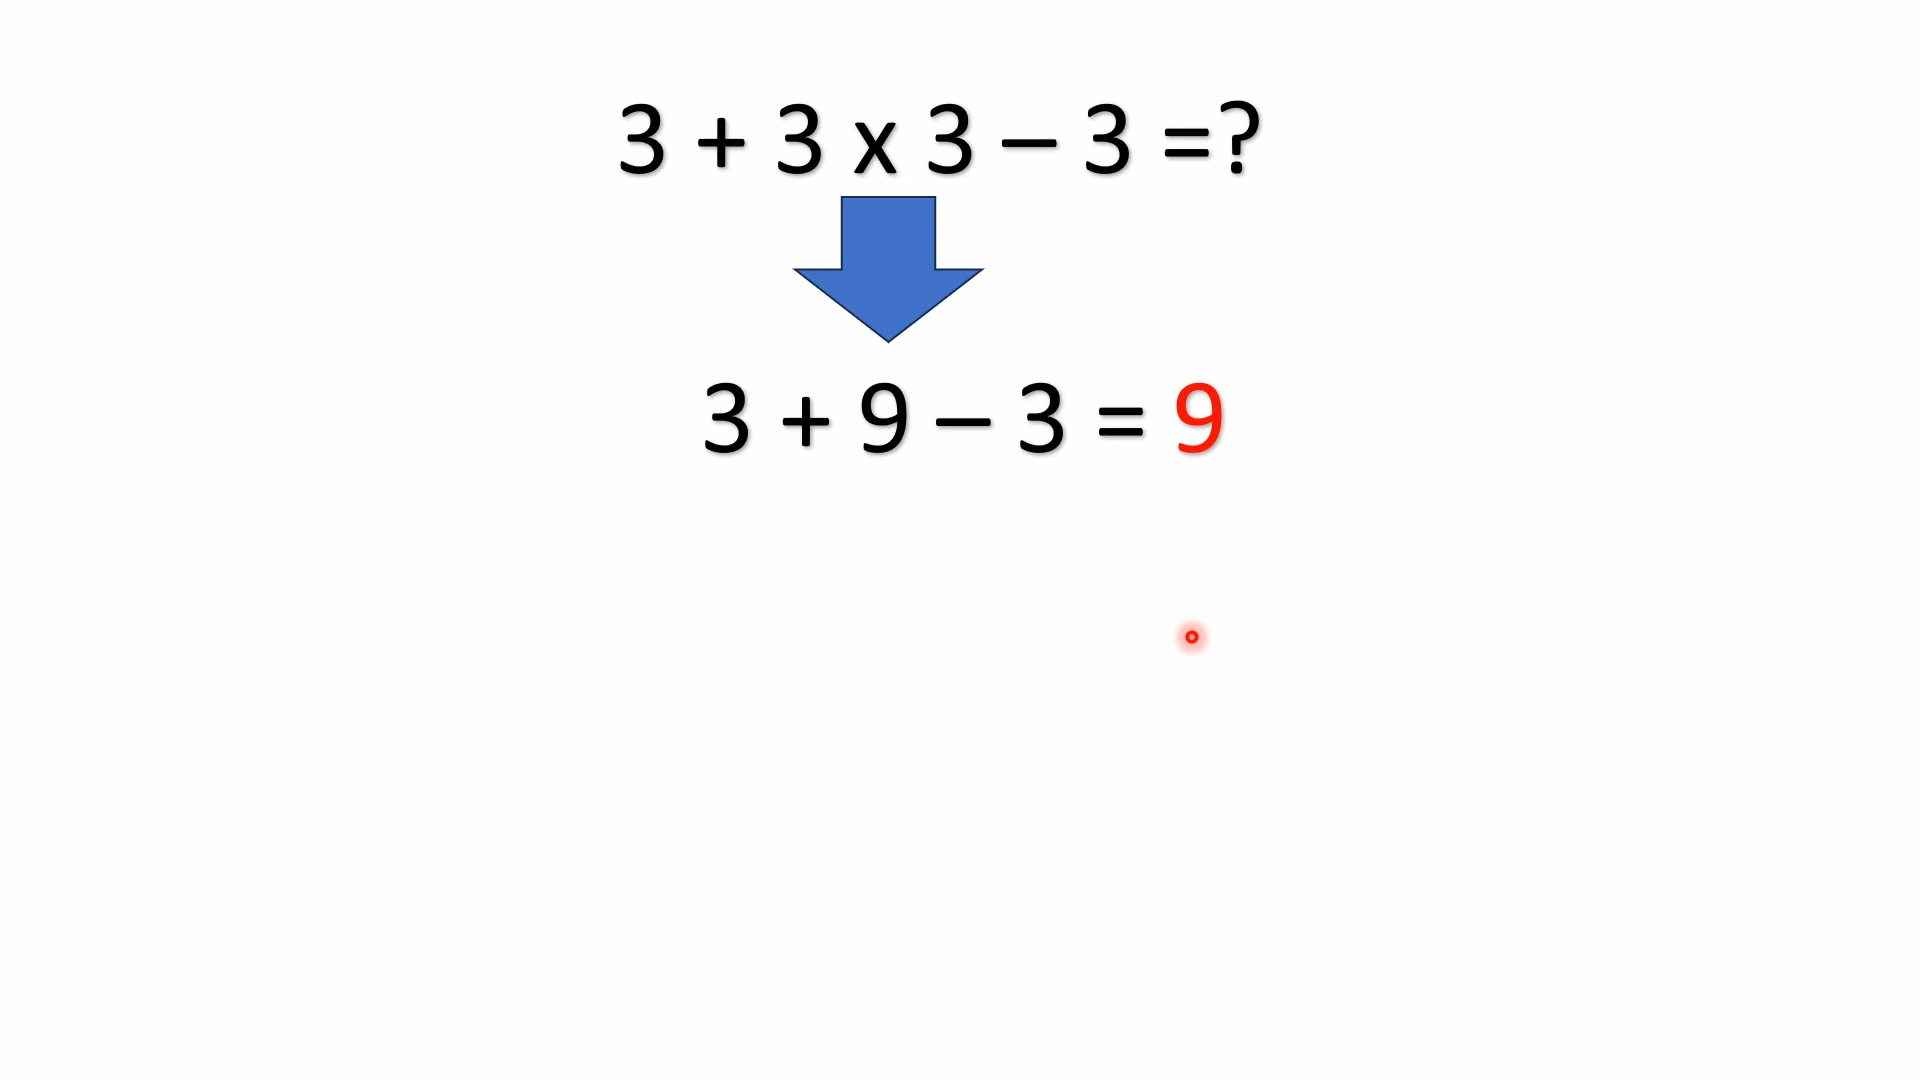 3 + 3 x 3 – 3 =?
3 + 9 – 3 = 9